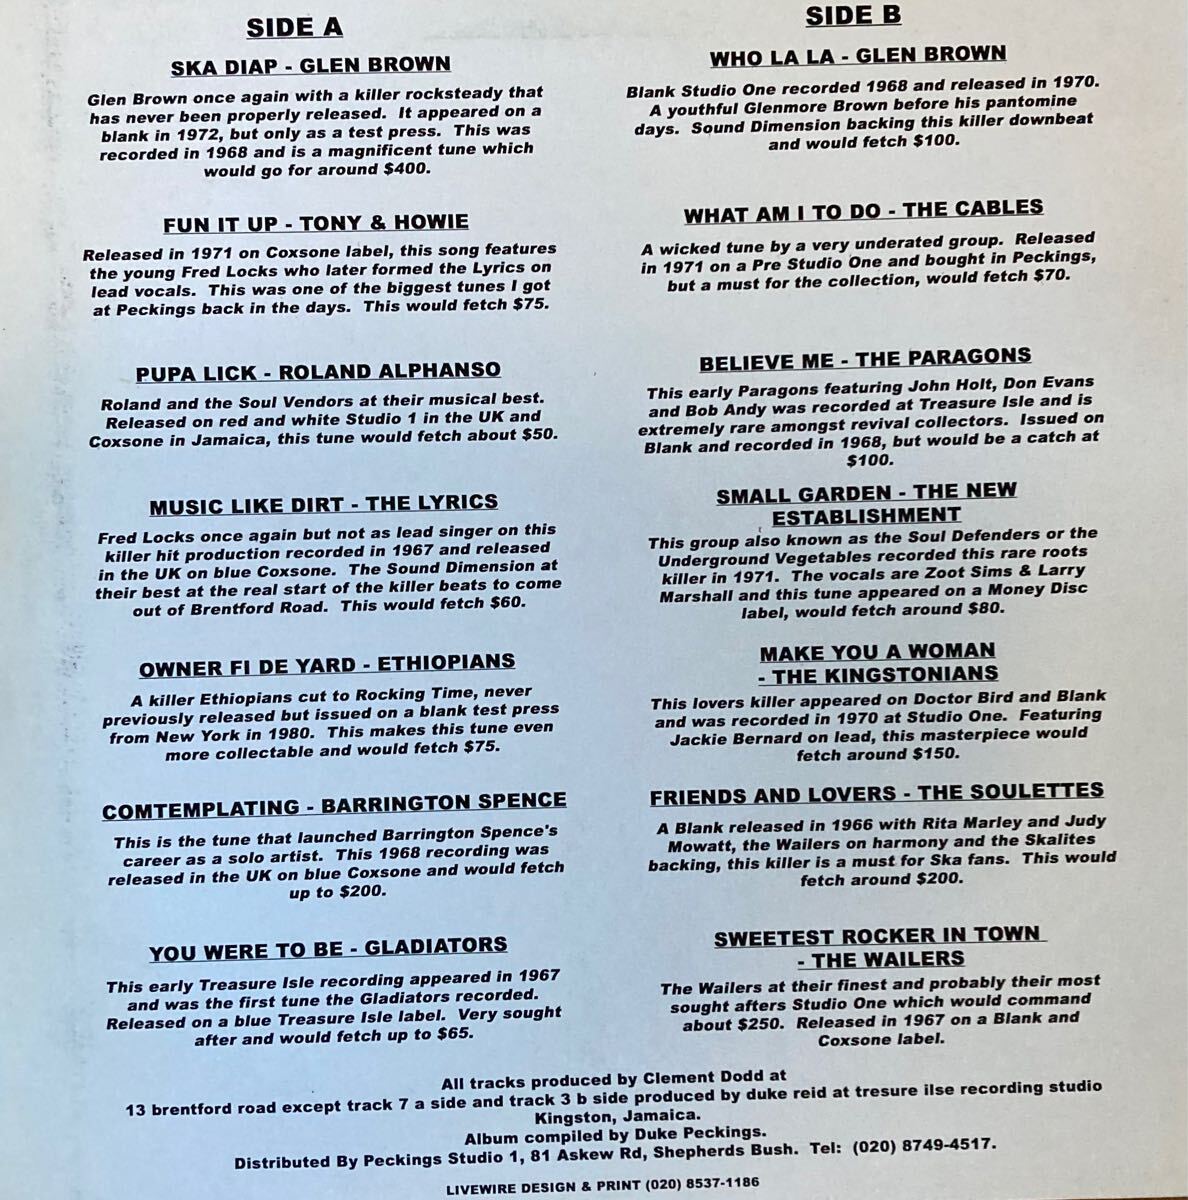 SIDE A
SKA DIAP - GLEN BROWN
Glen Brown once again with a killer rocksteady that
has never been properly released. It appeared on a
blank in 1972, but only as a test press. This was
recorded in 1968 and is a magnificent tune which
would go for around $400.
FUN IT UP - TONY & HOWIE
Released in 1971 on Coxsone label, this song features
the young Fred Locks who later formed the Lyrics on
lead vocals. This was one of the biggest tunes I got
at Peckings back in the days. This would fetch $75.
PUPA LICK - ROLAND ALPHANSO
Roland and the Soul Vendors at their musical best.
Released on red and white Studio 1 in the UK and
Coxsone in Jamaica, this tune would fetch about $50.
MUSIC LIKE DIRT - THE LYRICS
Fred Locks once again but not as lead singer on this
killer hit production recorded in 1967 and released
in the UK on blue Coxsone. The Sound Dimension at
their best at the real start of the killer beats to come
out of Brentford Road. This would fetch $60.
OWNER FI DE YARD - ETHIOPIANS
A killer Ethiopians cut to Rocking Time, never
previously released but issued on a blank test press
from New York in 1980. This makes this tune even
more collectable and would fetch $75.
COMTEMPLATING - BARRINGTON SPENCE
This is the tune that launched Barrington Spence's
career as a solo artist. This 1968 recording was
released in the UK on blue Coxsone and would fetch
up to $200.
YOU WERE TO BE - GLADIATORS
This early Treasure Isle recording appeared in 1967
and was the first tune the Gladiators recorded.
Released on a blue Treasure Isle label. Very sought
after and would fetch up to $65.
SIDE B
WHO LA LA - GLEN BROWN
Blank Studio One recorded 1968 and released in 1970.
A youthful Glenmore Brown before his pantomine
days. Sound Dimension backing this killer downbeat
and would fetch $100.
WHAT AM I TO DO - THE CABLES
A wicked tune by a very underated group. Released
in 1971 on a Pre Studio One and bought in Peckings,
but a must for the collection, would fetch $70.
BELIEVE ME - THE PARAGONS
This early Paragons featuring John Holt, Don Evans
and Bob Andy was recorded at Treasure Isle and is
extremely rare amongst revival collectors. Issued on
Blank and recorded in 1968, but would be a catch at
$100.
SMALL GARDEN - THE NEW
ESTABLISHMENT
This group also known as the Soul Defenders or the
Underground Vegetables recorded this rare roots
killer in 1971. The vocals are Zoot Sims & Larry
Marshall and this tune appeared on a Money Disc
label, would fetch around $80.
MAKE YOU A WOMAN
- THE KINGSTONIANS
This lovers killer appeared on Doctor Bird and Blank
and was recorded in 1970 at Studio One. Featuring
Jackie Bernard on lead, this masterpiece would
fetch around $150.
FRIENDS AND LOVERS - THE SOULETTES
A Blank released in 1966 with Rita Marley and Judy
Mowatt, the Wailers on harmony and the Skalites
backing, this killer is a must for Ska fans. This would
fetch around $200.
SWEETEST ROCKER IN TOWN
- THE WAILERS
The Wailers at their finest and probably their most
sought afters Studio One which would command
about $250. Released in 1967 on a Blank and
Coxsone label.
All tracks produced by Clement Dodd at
13 brentford road except track 7 a side and track 3 b side produced by duke reid at tresure ilse recording studio
Kingston, Jamaica.
Album compiled by Duke Peckings.
Distributed By Peckings Studio 1, 81 Askew Rd, Shepherds Bush. Tel: (020) 8749-4517.
LIVEWIRE DESIGN & PRINT (020) 8537-1186